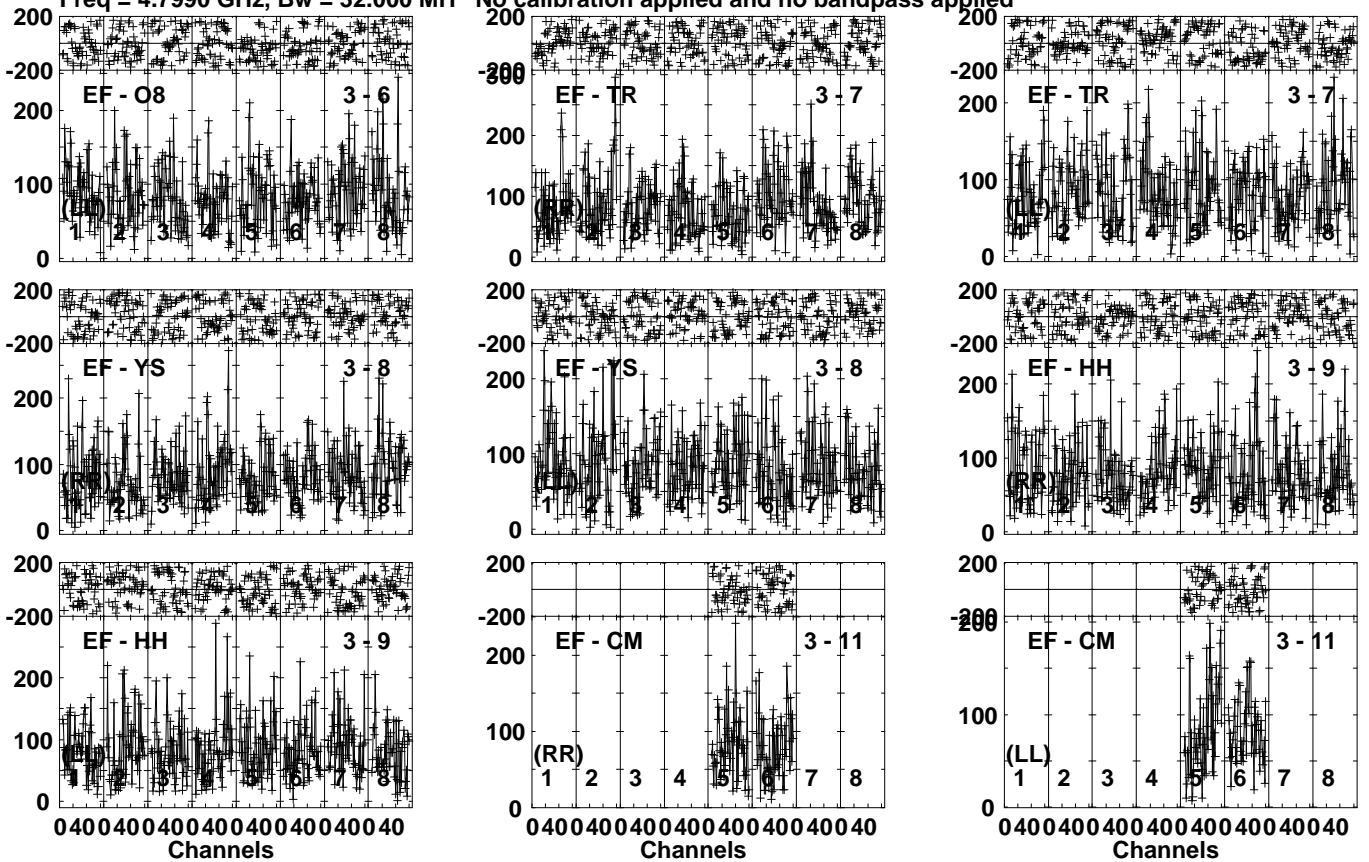 Freq = 4.7990 GHz, Bw = 32.000 MH No calibration applied and no bandpass applied
200 200 200
-200 -200 -200
300
EF - O8 3 - 6 EF - TR 3 - 7 EF - TR 3 - 7
200 200 200
100 100 100
(LL) (RR) (LL)
1 2 3 4 5 6 7 8 1 2 3 4 5 6 7 8 1 2 3 4 5 6 7 8
0 0 0
200 200 200
-200 -200 -200
EF - YS 3 - 8 EF - YS 3 - 8 EF - HH 3 - 9
200 200 200
100 100 100
(RR) (LL) (RR)
1 2 3 4 5 6 7 8 1 2 3 4 5 6 7 8 1 2 3 4 5 6 7 8
0 0 0
200 200 200
-200 -200 -200
200
EF - HH 3 - 9 EF - CM 3 - 11 EF - CM 3 - 11
200 200
100 100 100
(LL) (RR) (LL)
1 2 3 4 5 6 7 8 1 2 3 4 5 6 7 8 1 2 3 4 5 6 7 8
0 0 0
0 40 0 40 0 40 0 40 0 40 0 40 0 40 0 40 0 40 0 40 0 40 0 40 0 40 0 40 0 40 0 40 0 40 0 40 0 40 0 40 0 40 0 40 0 40 0 40
Channels Channels Channels